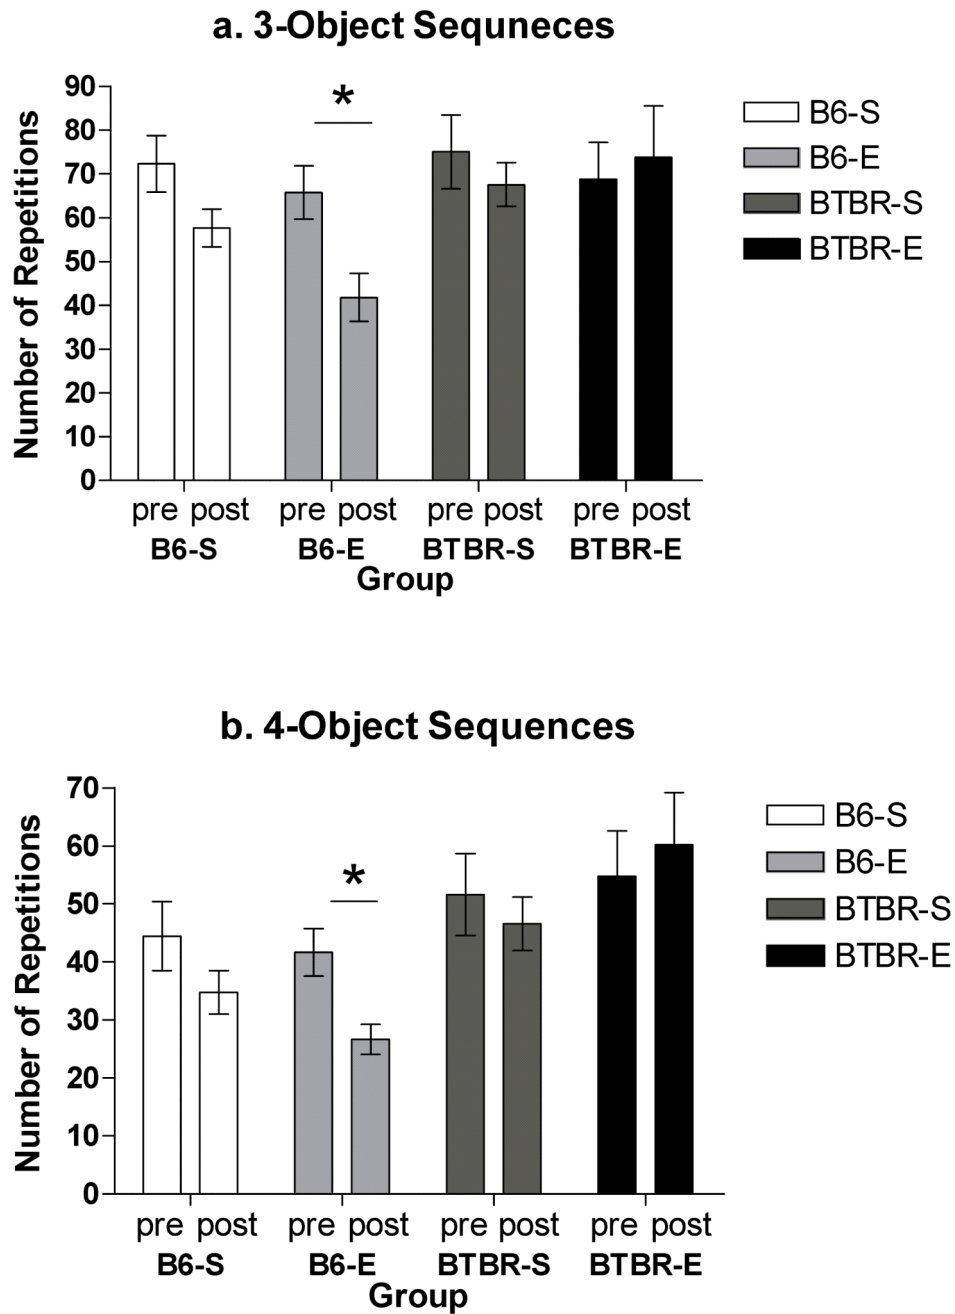 a. 3-Object Sequneces
Number of Repetitions
90
80
70
60
50
40
30
20
10
0
*
pre post pre post pre post pre post
B6-S B6-E BTBR-S BTBR-E
Group
B6-S
B6-E
BTBR-S
BTBR-E
b. 4-Object Sequences
Number of Repetitions
70
60
50
40
30
20
10
0
*
pre post pre post pre post pre post
B6-S B6-E BTBR-S BTBR-E
Group
B6-S
B6-E
BTBR-S
BTBR-E